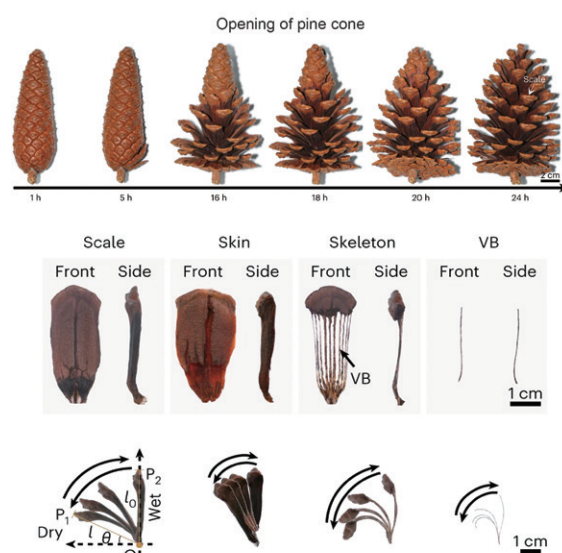 Opening of pine cone
Scale
2 cm
1 h 5 h 16 h 18 h 20 h 24 h
Scale Skin Skeleton VB
Front Side Front Side Front Side Front Side
VB
1 cm
P2
l0
Wet
P1
Dry l θ
1 cm